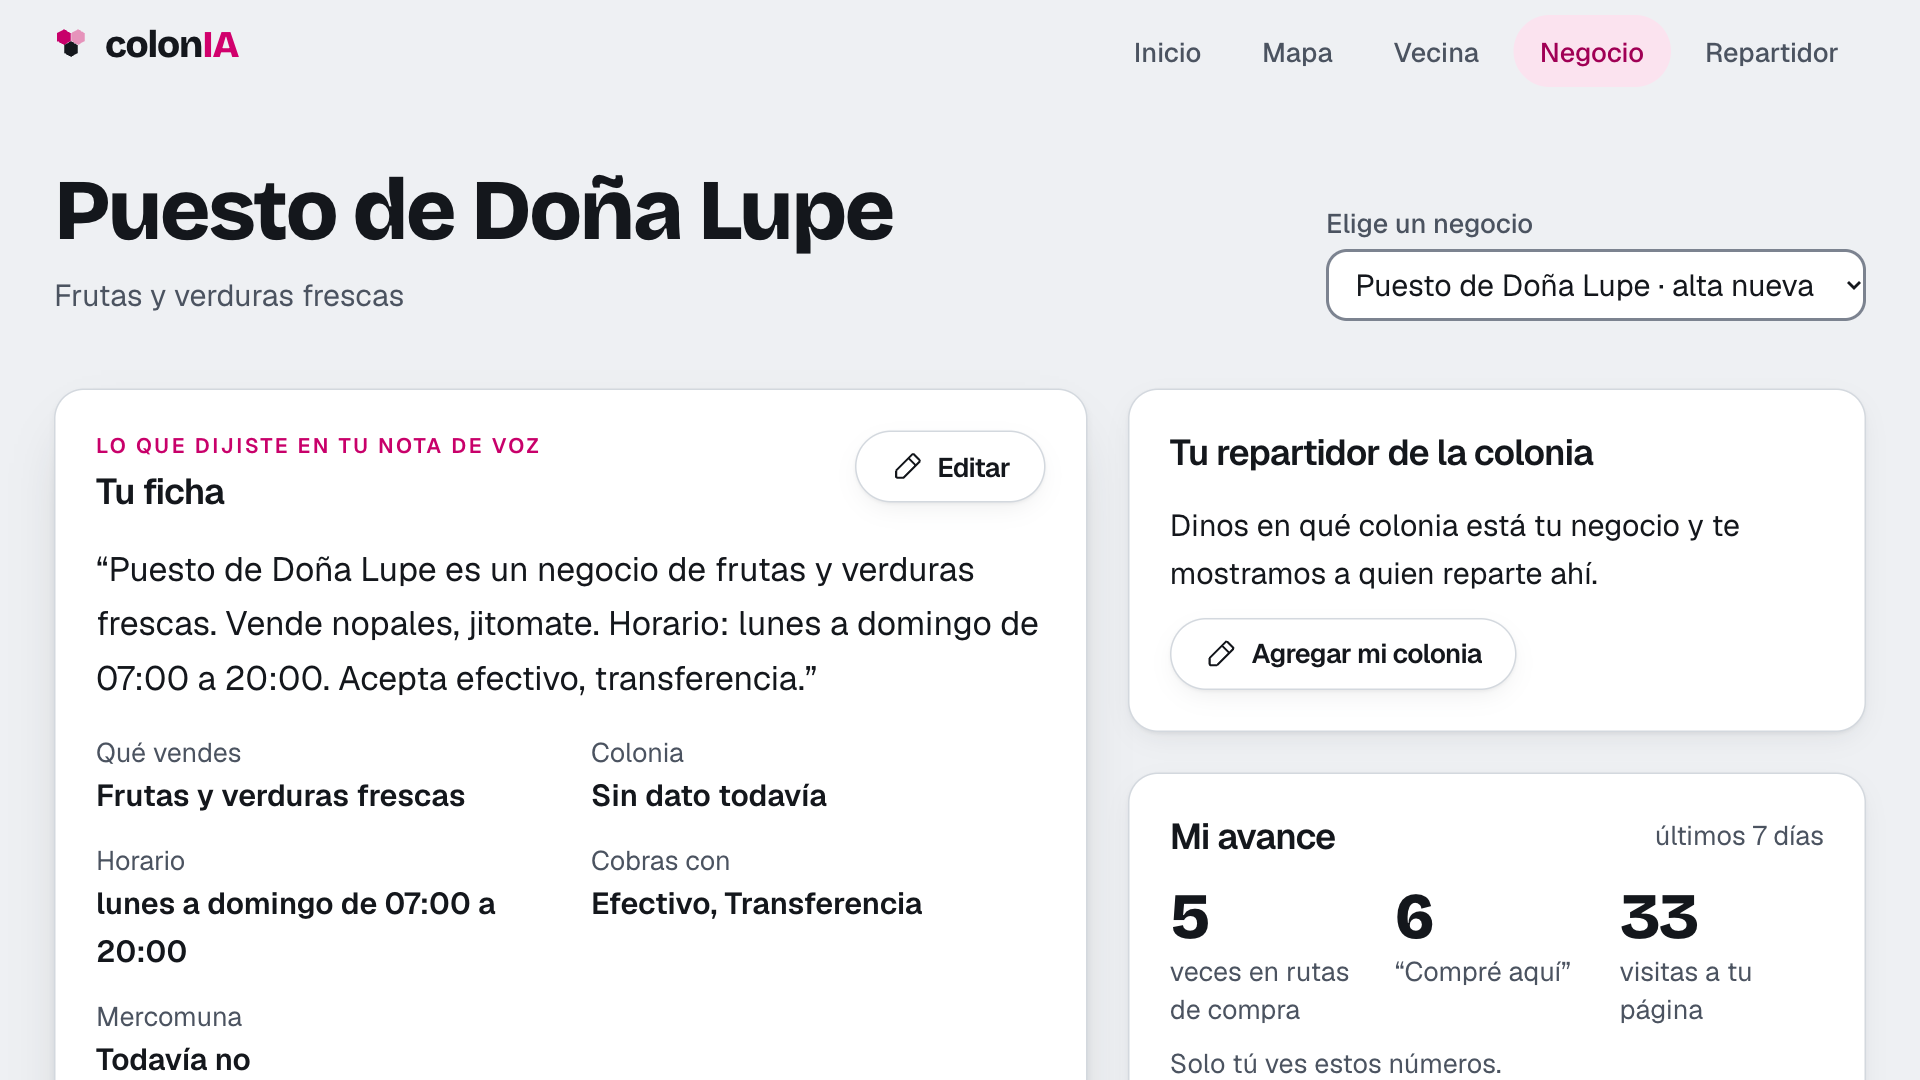 colonIA
Inicio
Mapa
Vecina
Negocio
Repartidor
Puesto de Doña Lupe
Frutas y verduras frescas
Elige un negocio
Puesto de Doña Lupe · alta nueva
LO QUE DIJISTE EN TU NOTA DE VOZ
Tu ficha
Editar
“Puesto de Doña Lupe es un negocio de frutas y verduras
frescas. Vende nopales, jitomate. Horario: lunes a domingo de
07:00 a 20:00. Acepta efectivo, transferencia.”
Qué vendes
Frutas y verduras frescas
Colonia
Sin dato todavía
Horario
lunes a domingo de 07:00 a
20:00
Cobras con
Efectivo, Transferencia
Mercomuna
Todavía no
Tu repartidor de la colonia
Dinos en qué colonia está tu negocio y te
mostramos a quien reparte ahí.
Agregar mi colonia
Mi avance
últimos 7 días
5
veces en rutas
de compra
6
“Compré aquí”
33
visitas a tu
página
Solo tú ves estos números.